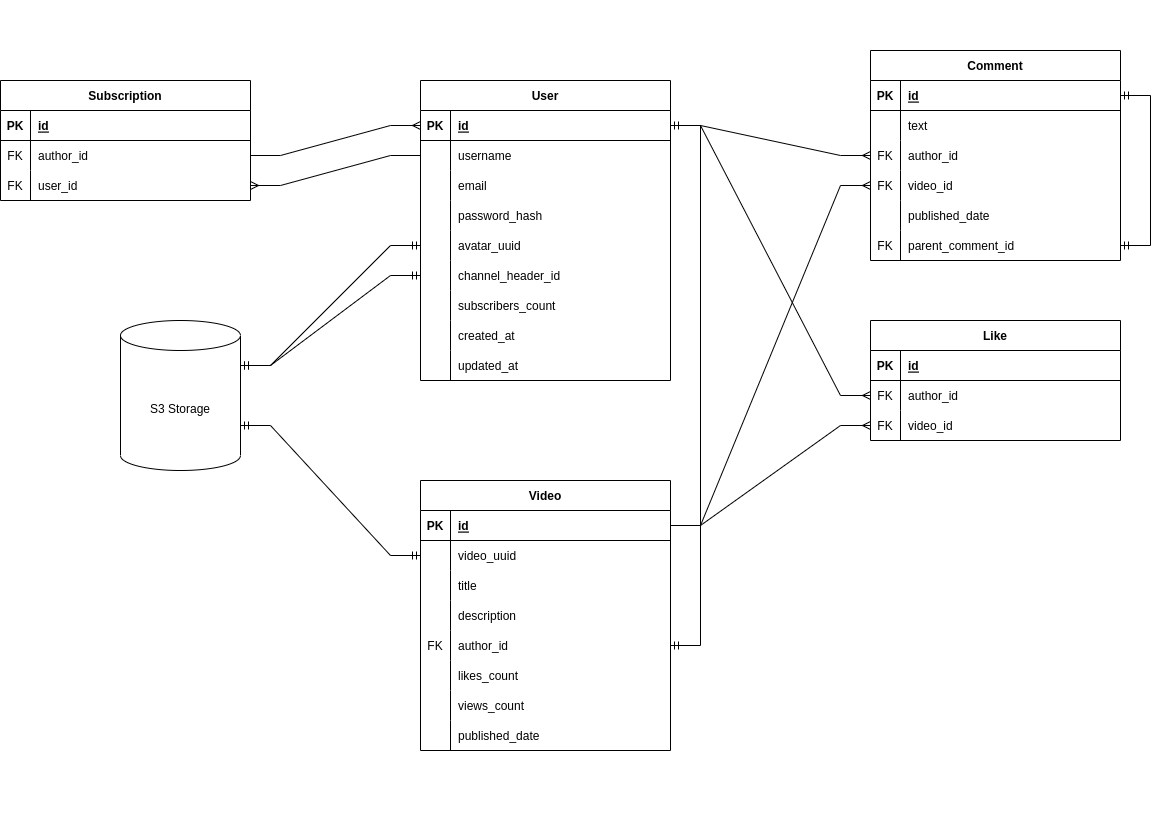 Subscription
PK id
FK author_id
FK user_id
User
PK id
username
email
password_hash
avatar_uuid
channel_header_id
subscribers_count
created_at
updated_at
Comment
PK id
text
FK author_id
FK video_id
published_date
FK parent_comment_id
Like
PK id
FK author_id
FK video_id
S3 Storage
Video
PK id
video_uuid
title
description
FK author_id
likes_count
views_count
published_date